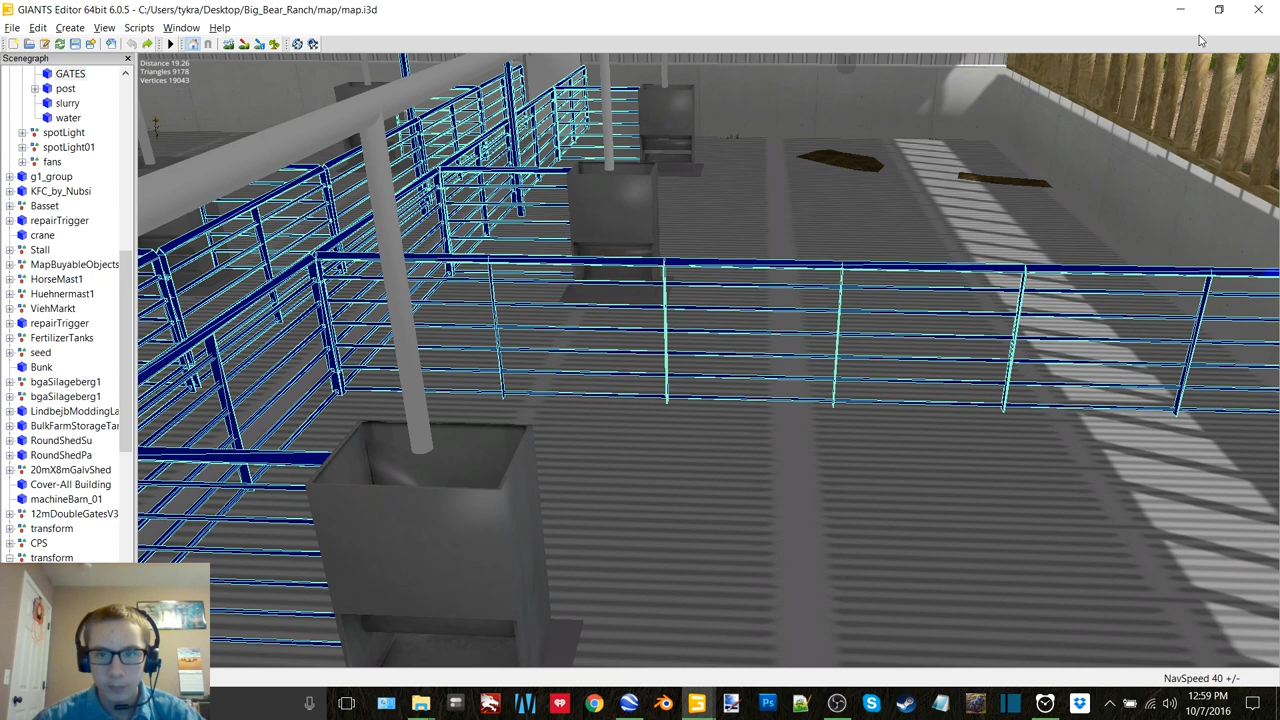 GIANTS Editor 64bit 6.0.5 - C:/Users/tykra/Desktop/Big_Bear_Ranch/map/map.i3d
File Edit Create View Scripts Window Help
Scenegraph
Distance 19.26
Triangles 9178
Vertices 19043
GATES
post
slurry
water
spotLight
spotLight01
fans
g1_group
KFC_by_Nubsi
Basset
repairTrigger
crane
Stall
MapBuyableObjects
HorseMast1
Huehnermast1
ViehMarkt
repairTrigger
FertilizerTanks
seed
Bunk
bgaSilageberg1
bgaSilageberg1
LindbejbModdingLa
BulkFarmStorageTar
RoundShedSu
RoundShedPa
20mX8mGalvShed
Cover-All Building
machineBarn_01
12mDoubleGatesV3
transform
CPS
transform
NavSpeed 40 +/-
12:59 PM
10/7/2016